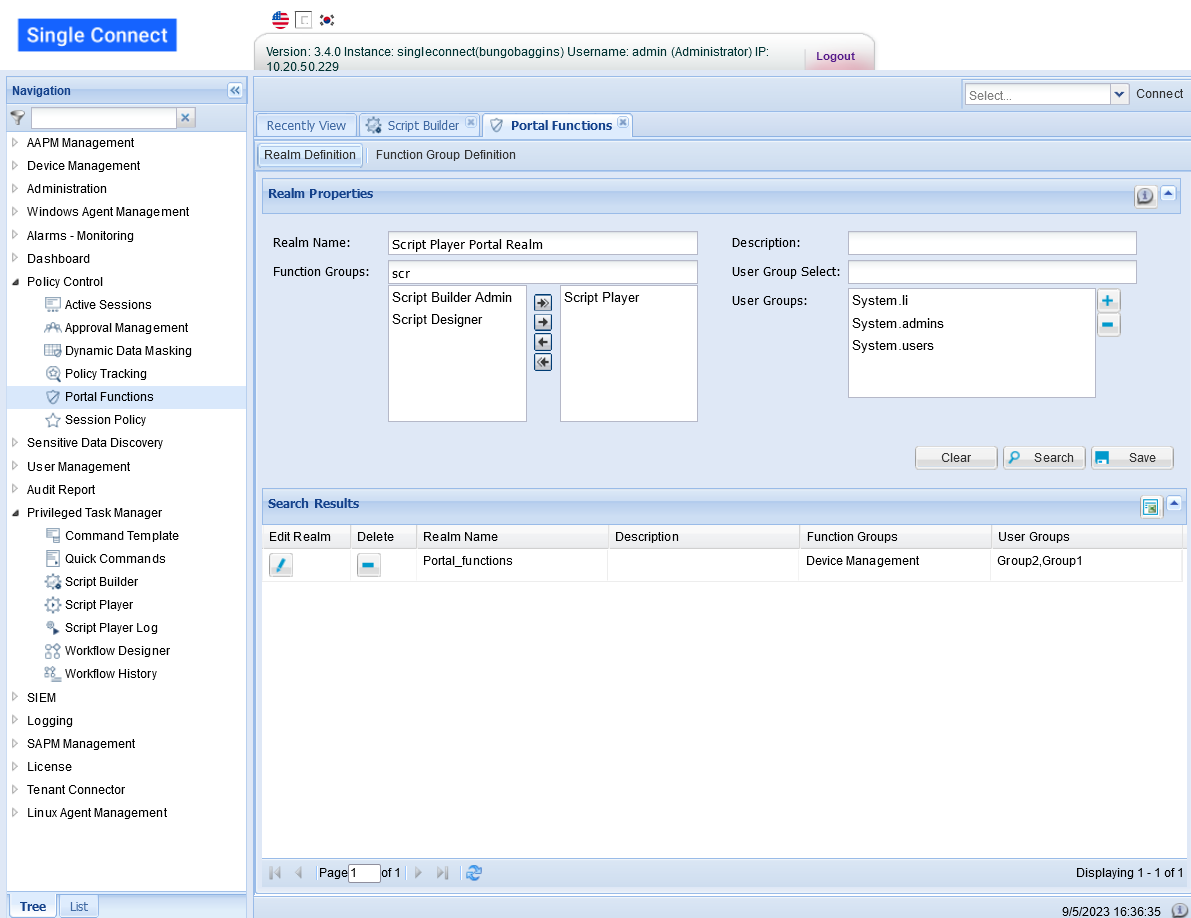 Single Connect
Version: 3.4.0 Instance: singleconnect(bungobaggins) Username: admin (Administrator) IP:
10.20.50.229
Logout
Navigation
Select...
Connect
Recently View
Script Builder
Portal Functions
Realm Definition
Function Group Definition
AAPM Management
Device Management
Administration
Windows Agent Management
Alarms - Monitoring
Dashboard
Policy Control
Active Sessions
Approval Management
Dynamic Data Masking
Policy Tracking
Portal Functions
Session Policy
Sensitive Data Discovery
User Management
Audit Report
Privileged Task Manager
Command Template
Quick Commands
Script Builder
Script Player
Script Player Log
Workflow Designer
Workflow History
SIEM
Logging
SAPM Management
License
Tenant Connector
Linux Agent Management
Tree
List
Realm Properties
Realm Name:
Script Player Portal Realm
Description:
Function Groups:
scr
User Group Select:
Script Builder Admin
Script Designer
Script Player
User Groups:
System.li
System.admins
System.users
Clear
Search
Save
Search Results
Edit Realm
Delete
Realm Name
Description
Function Groups
User Groups
Portal_functions
Device Management
Group2,Group1
Page 1 of 1
Displaying 1 - 1 of 1
9/5/2023 16:36:35